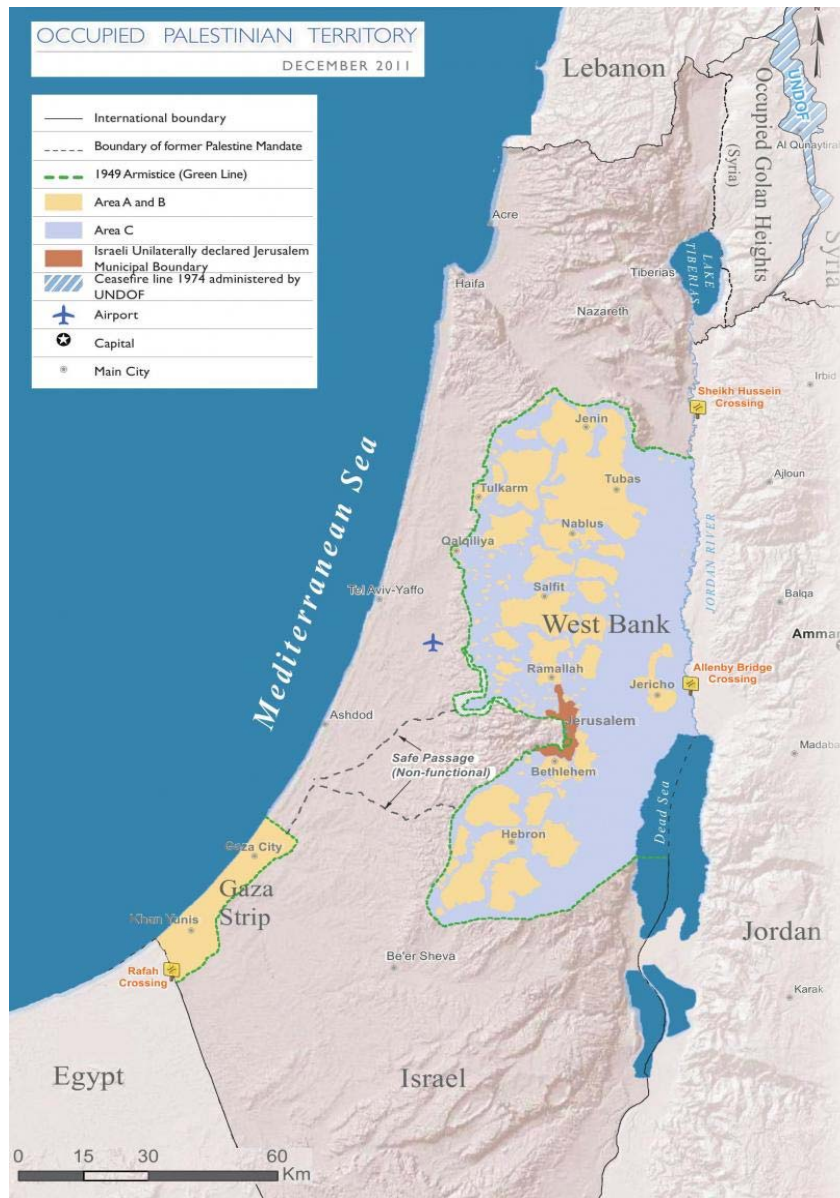 OCCUPIED PALESTINIAN TERRITORY
DECEMBER 2011
International boundary
Boundary of former Palestine Mandate
1949 Armistice (Green Line)
Area A and B
Area C
Israeli Unilaterally declared Jerusalem
Municipal Boundary
Ceasefire line 1974 administered by
UNDOF
Airport
Capital
Main City
Lebanon
UNDOF
Occupied Golan Heights
(Syria)
Al Qunaytirah
Syria
Acre
Haifa
Tiberias
LAKE
TIBERIAS
Nazareth
Irbid
Sheikh Hussein
Crossing
Jenin
Ajloun
Tulkarm
Tubas
Nablus
Mediterranean Sea
Qalqiliya
JORDAN RIVER
Tel Aviv-Yaffo
Salfit
Balqa
West Bank
Amman
Ramallah
Allenby Bridge
Crossing
Jericho
Ashdod
Jerusalem
Safe Passage
(Non-functional)
Madaba
Bethlehem
Dead Sea
Hebron
Gaza City
Gaza
Strip
Khan Yunis
Jordan
Be'er Sheva
Rafah
Crossing
Karak
Egypt
Israel
0 15 30 60
Km